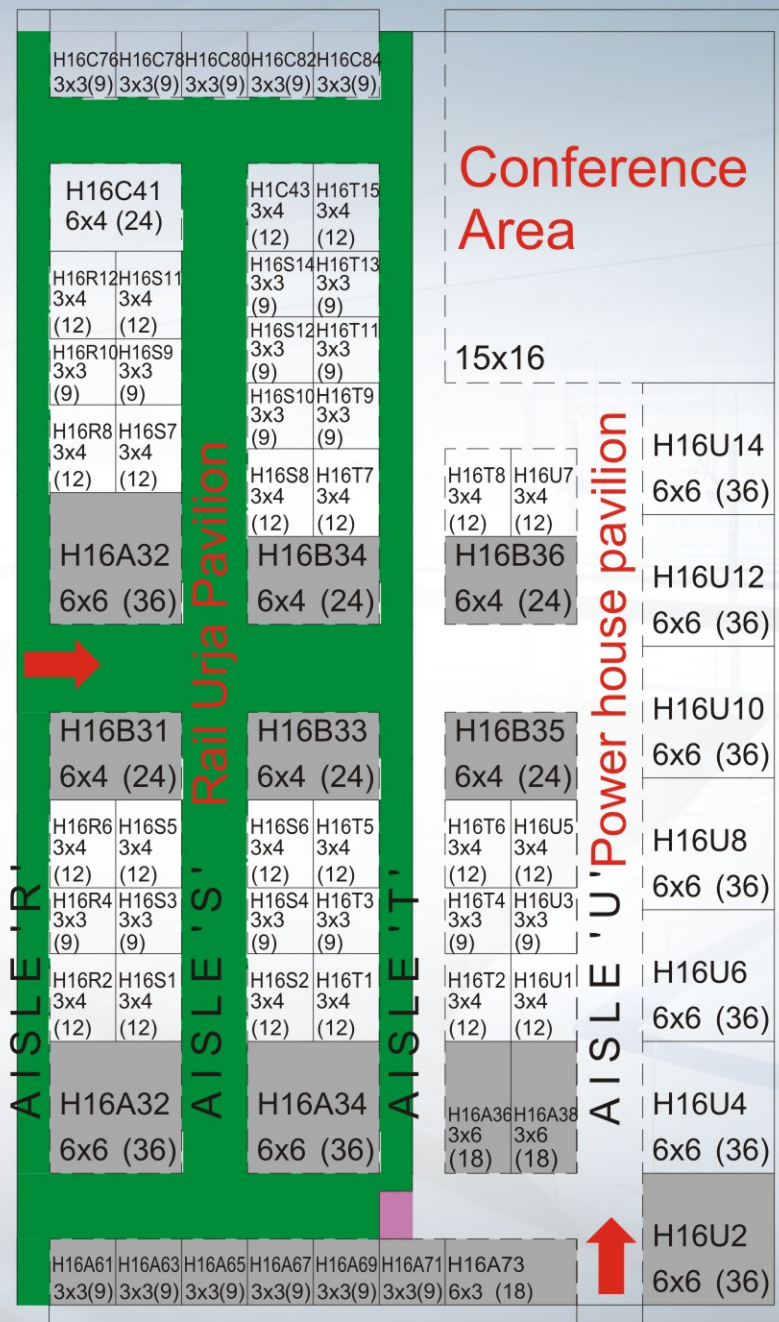 H16C76 H16C78 H16C80 H16C82 H16C84
3x3(9) 3x3(9) 3x3(9) 3x3(9) 3x3(9)
Conference
Area
15x16
H16C41
6x4 (24)
H1C43 H16T15
3x4 3x4
(12) (12)
H16R12 H16S11
3x4 3x4
(12) (12)
H16S14 H16T13
3x3 3x3
(9) (9)
H16R10 H16S9
3x3 3x3
(9) (9)
H16S12 H16T11
3x3 3x3
(9) (9)
H16R8 H16S7
3x4 3x4
(12) (12)
H16S10 H16T9
3x3 3x3
(9) (9)
H16S8 H16T7
3x4 3x4
(12) (12)
H16T8 H16U7
3x4 3x4
(12) (12)
H16A32
6x6 (36)
H16B34
6x4 (24)
H16B36
6x4 (24)
Rail Urja Pavilion
Power house pavilion
H16U14
6x6 (36)
H16U12
6x6 (36)
H16U10
6x6 (36)
H16U8
6x6 (36)
H16U6
6x6 (36)
H16U4
6x6 (36)
H16U2
6x6 (36)
H16B31
6x4 (24)
H16B33
6x4 (24)
H16B35
6x4 (24)
H16R6 H16S5
3x4 3x4
(12) (12)
H16S6 H16T5
3x4 3x4
(12) (12)
H16T6 H16U5
3x4 3x4
(12) (12)
H16R4 H16S3
3x3 3x3
(9) (9)
H16S4 H16T3
3x3 3x3
(9) (9)
H16T4 H16U3
3x3 3x3
(9) (9)
H16R2 H16S1
3x4 3x4
(12) (12)
H16S2 H16T1
3x4 3x4
(12) (12)
H16T2 H16U1
3x4 3x4
(12) (12)
AISLE 'R'
AISLE 'S'
AISLE 'T'
AISLE 'U'
H16A32
6x6 (36)
H16A34
6x6 (36)
H16A36 H16A38
3x6 3x6
(18) (18)
H16A61 H16A63 H16A65 H16A67 H16A69 H16A71 H16A73
3x3(9) 3x3(9) 3x3(9) 3x3(9) 3x3(9) 3x3(9) 6x3 (18)